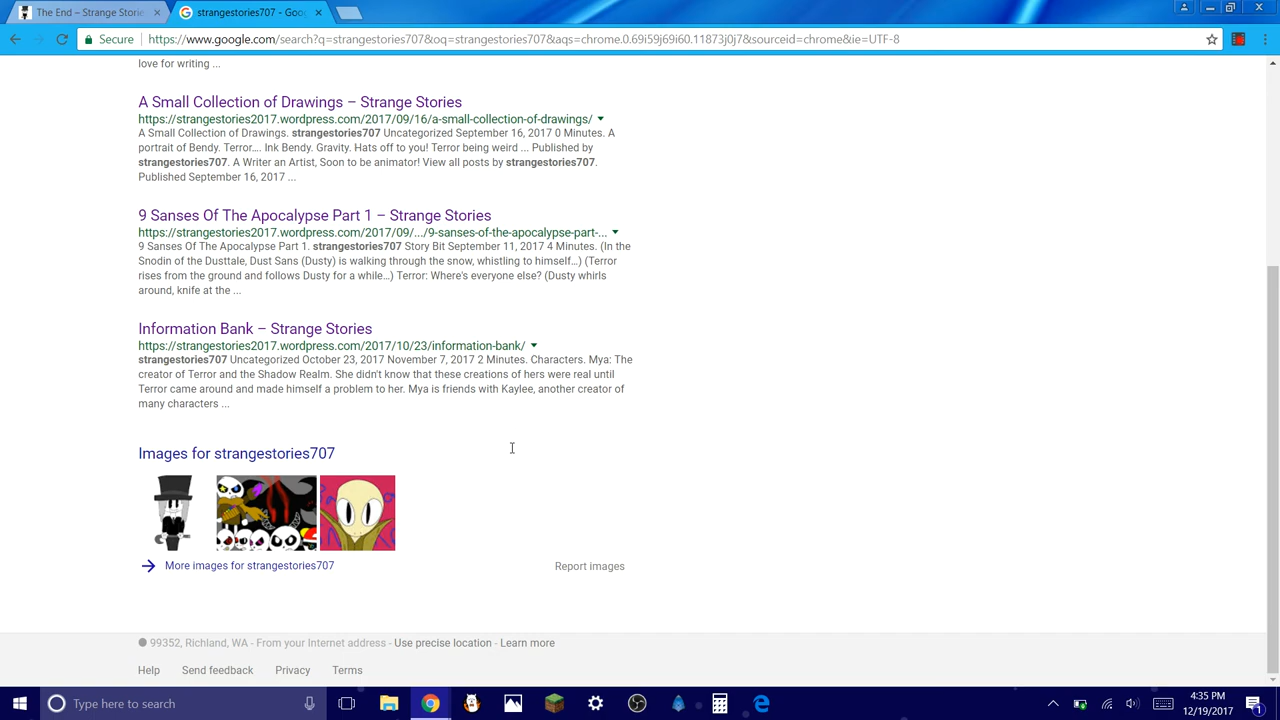 The End – Strange Storie
strangestories707 - Goo
Secure
https://www.google.com/search?q=strangestories707&oq=strangestories707&aqs=chrome.0.69i59j69i60.11873j0j7&sourceid=chrome&ie=UTF-8
love for writing ...
A Small Collection of Drawings – Strange Stories
https://strangestories2017.wordpress.com/2017/09/16/a-small-collection-of-drawings/
A Small Collection of Drawings. strangestories707 Uncategorized September 16, 2017 0 Minutes. A
portrait of Bendy. Terror.... Ink Bendy. Gravity. Hats off to you! Terror being weird ... Published by
strangestories707. A Writer an Artist, Soon to be animator! View all posts by strangestories707.
Published September 16, 2017 ...
9 Sanses Of The Apocalypse Part 1 – Strange Stories
https://strangestories2017.wordpress.com/2017/09/.../9-sanses-of-the-apocalypse-part-...
9 Sanses Of The Apocalypse Part 1. strangestories707 Story Bit September 11, 2017 4 Minutes. (In the
Snodin of the Dusttale, Dust Sans (Dusty) is walking through the snow, whistling to himself...) (Terror
rises from the ground and follows Dusty for a while...) Terror: Where's everyone else? (Dusty whirls
around, knife at the ...
Information Bank – Strange Stories
https://strangestories2017.wordpress.com/2017/10/23/information-bank/
strangestories707 Uncategorized October 23, 2017 November 7, 2017 2 Minutes. Characters. Mya: The
creator of Terror and the Shadow Realm. She didn't know that these creations of hers were real until
Terror came around and made himself a problem to her. Mya is friends with Kaylee, another creator of
many characters ...
Images for strangestories707
More images for strangestories707
Report images
99352, Richland, WA - From your Internet address - Use precise location - Learn more
Help Send feedback Privacy Terms
Type here to search
4:35 PM
12/19/2017
1